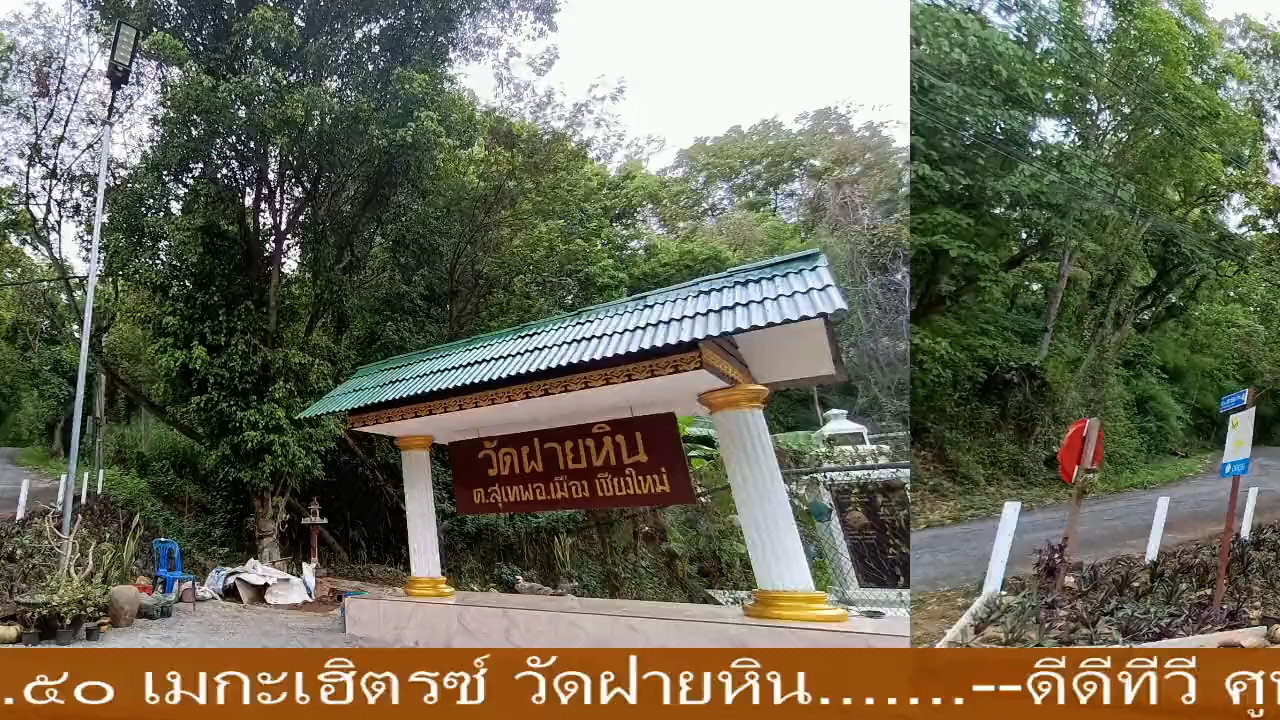 วัดฝายหิน
ต.สุเทพอ.เมือง เชียงใหม่
.๕๐ เมกะเฮิตรซ์ วัดฝายหิน.......--ดีดีทีวี